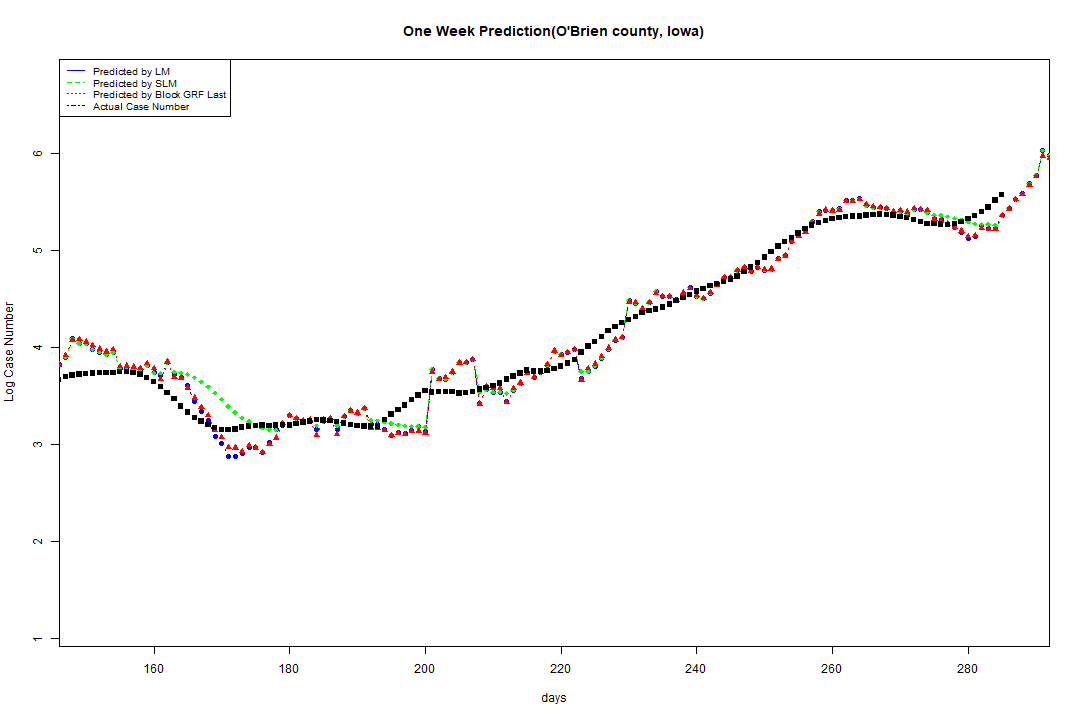 One Week Prediction(O'Brien county, Iowa)
Predicted by LM
Predicted by SLM
Predicted by Block GRF Last
Actual Case Number
6
5
4
3
2
1
Log Case Number
160 180 200 220 240 260 280
days